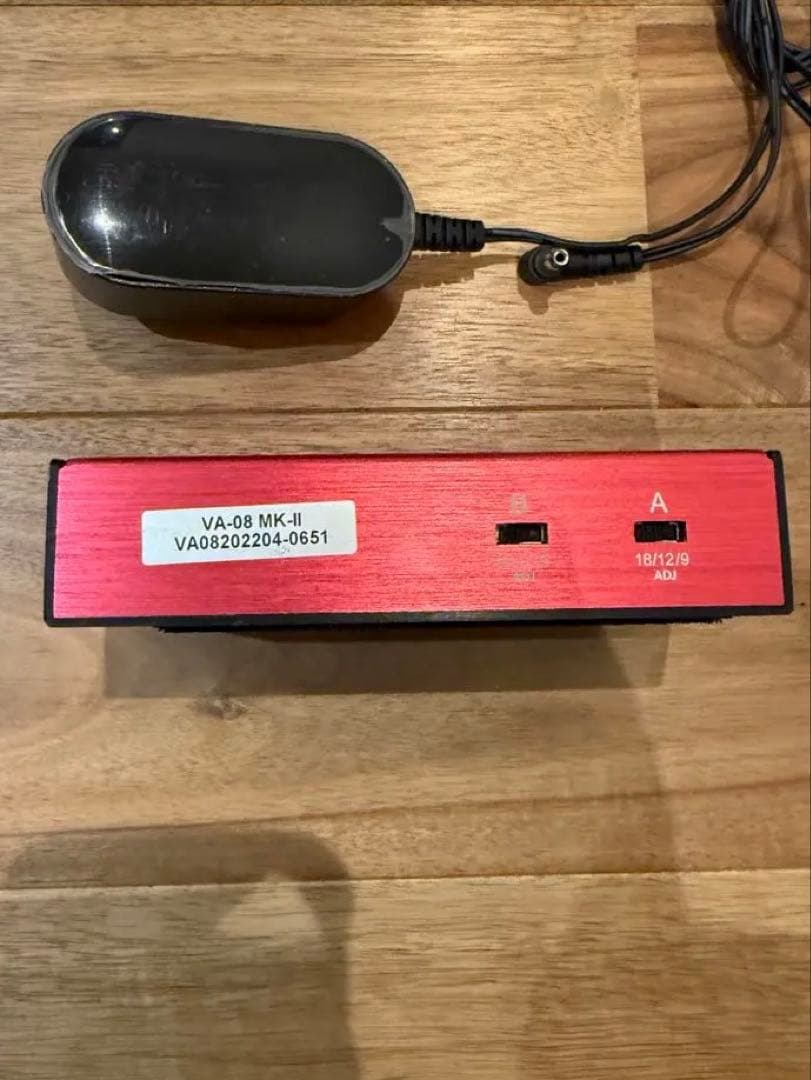 VA-08 MK-II
VA08202204-0651
B
A
18/12/9
ADJ